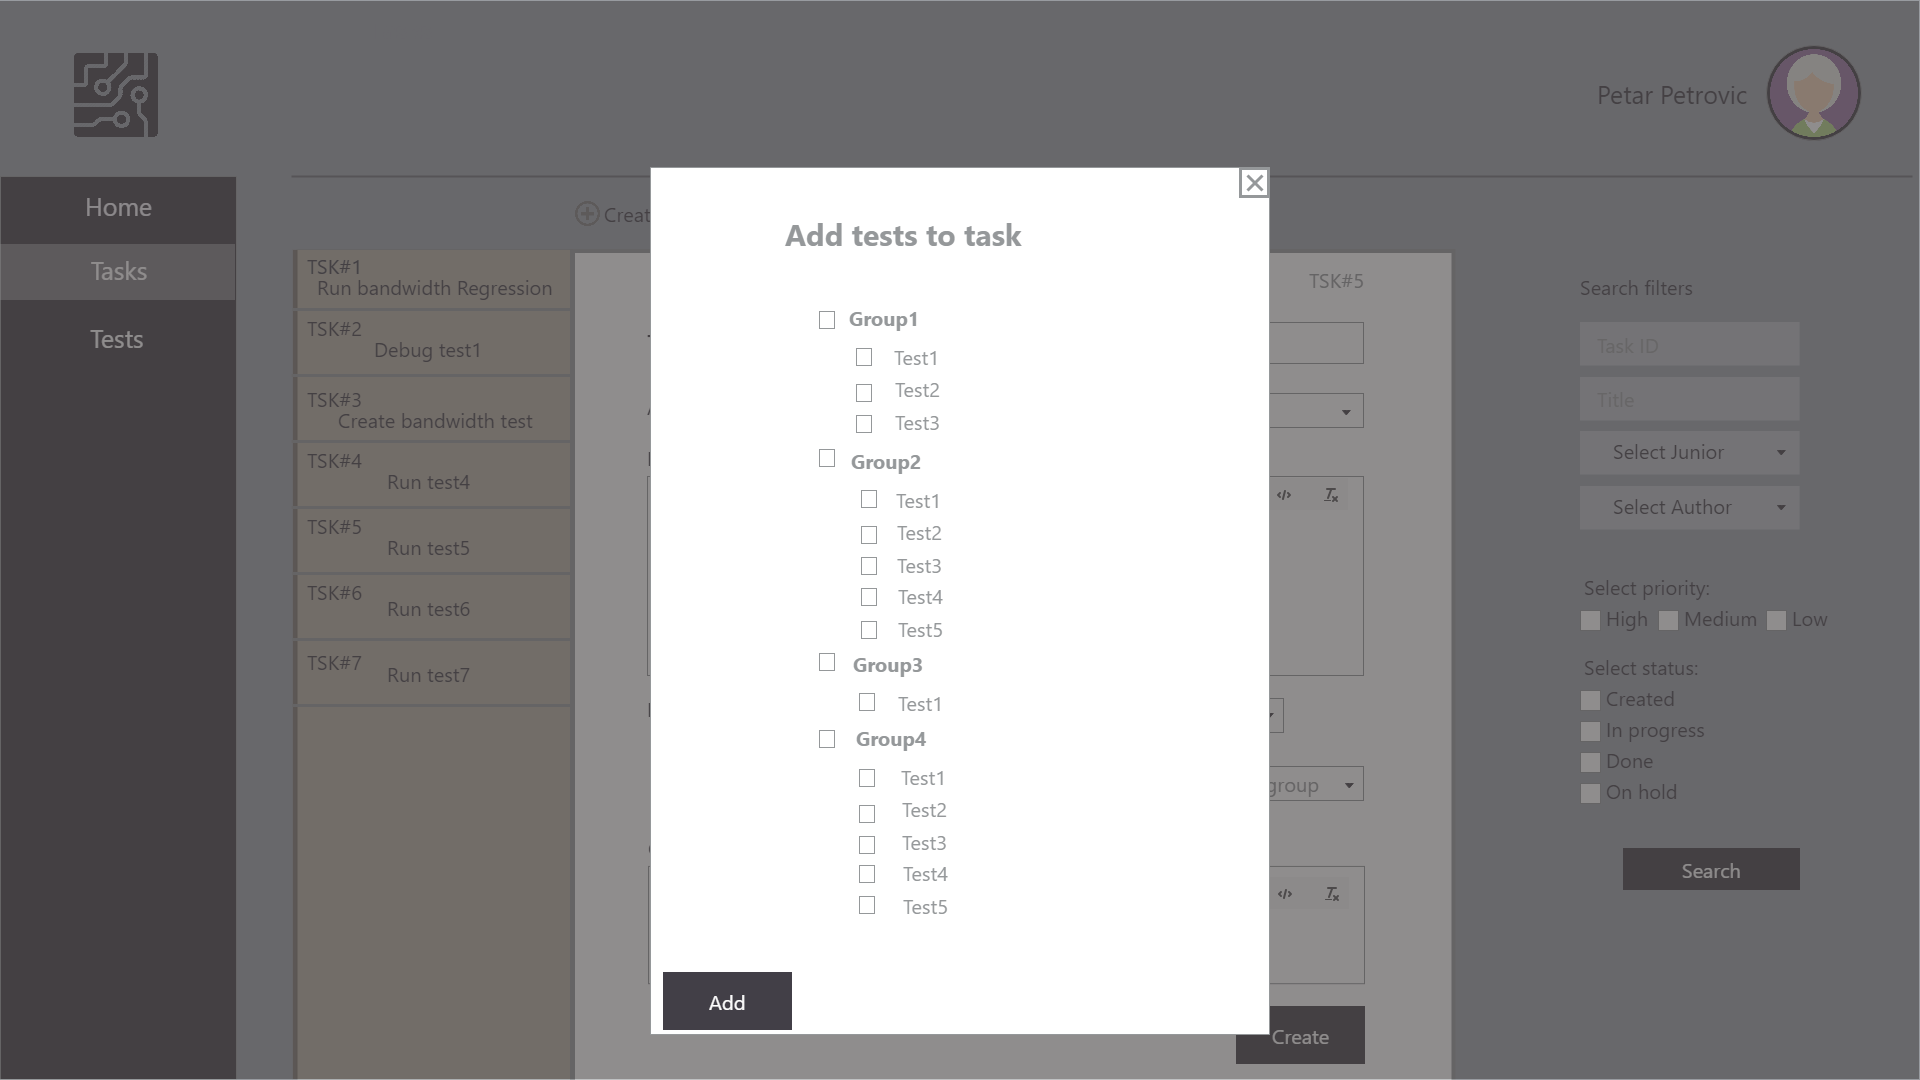 Petar Petrovic
Home
Tasks
Tests
Creat
TSK#1
Run bandwidth Regression
TSK#2
Debug test1
TSK#3
Create bandwidth test
TSK#4
Run test4
TSK#5
Run test5
TSK#6
Run test6
TSK#7
Run test7
Add tests to task
Group1
Test1
Test2
Test3
Group2
Test1
Test2
Test3
Test4
Test5
Group3
Test1
Group4
Test1
Test2
Test3
Test4
Test5
Add
TSK#5
group
Create
Search filters
Task ID
Title
Select Junior
Select Author
Select priority:
High Medium Low
Select status:
Created
In progress
Done
On hold
Search